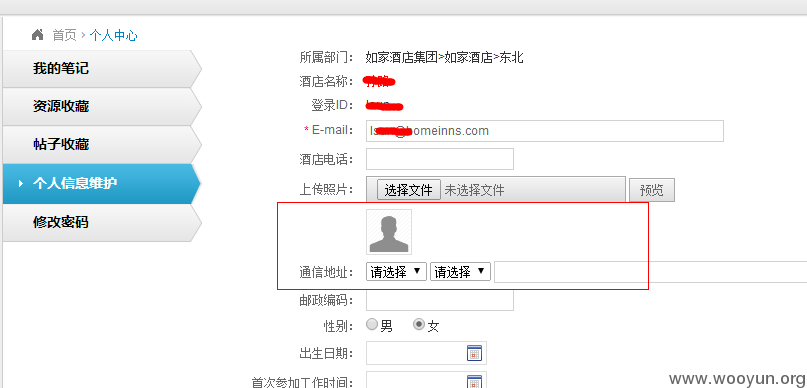 首页 > 个人中心
我的笔记
资源收藏
帖子收藏
个人信息维护
修改密码
所属部门： 如家酒店集团>如家酒店>东北
酒店名称：
登录ID：
* E-mail： @homeinns.com
酒店电话：
上传照片： 选择文件 未选择文件 预览
通信地址： 请选择 请选择
邮政编码：
性别： 男 女
出生日期：
首次参加工作时间：
www.wooyun.org